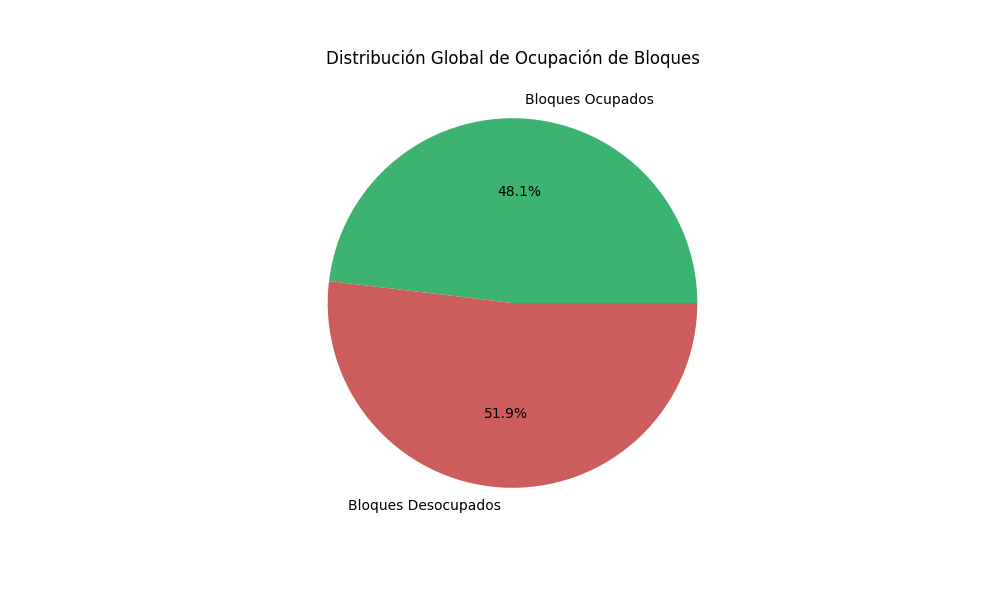 Distribución Global de Ocupación de Bloques
Bloques Ocupados
48.1%
51.9%
Bloques Desocupados